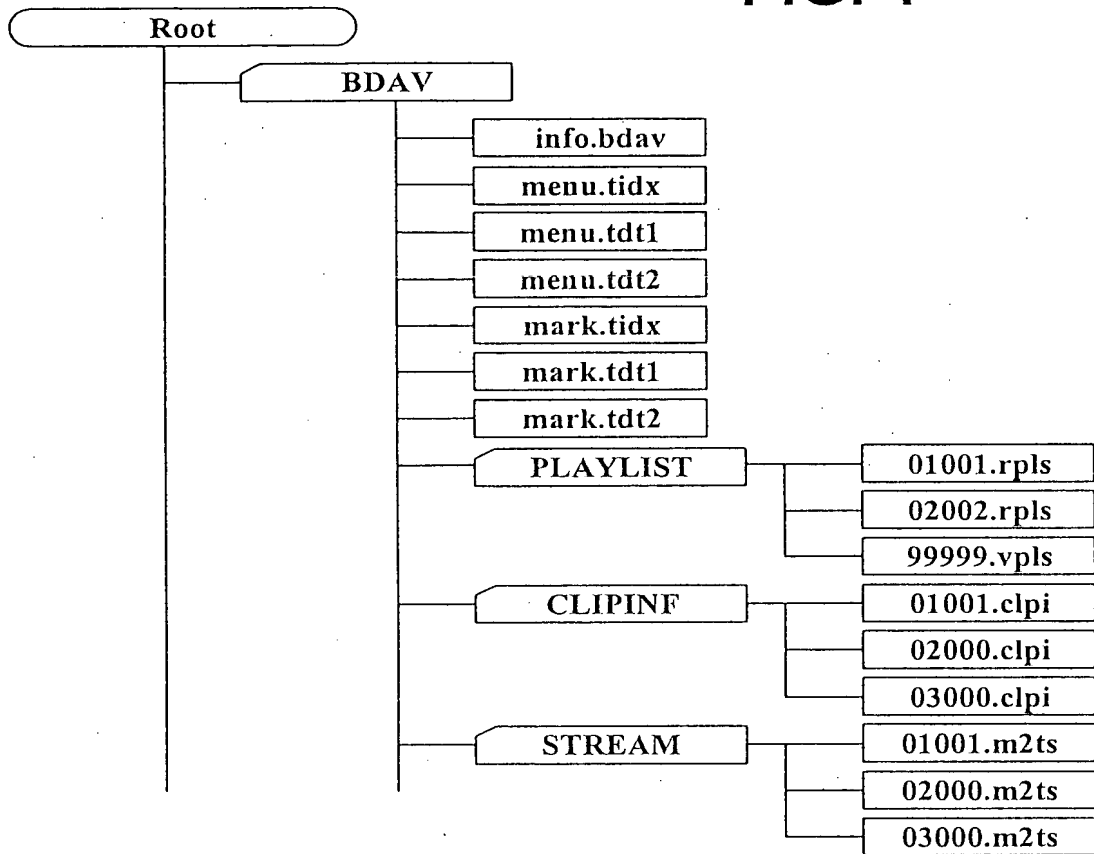 Root
BDAV
info.bdav
menu.tidx
menu.tdt1
menu.tdt2
mark.tidx
mark.tdt1
mark.tdt2
PLAYLIST
01001.rpls
02002.rpls
99999.vpls
CLIPINF
01001.clpi
02000.clpi
03000.clpi
STREAM
01001.m2ts
02000.m2ts
03000.m2ts